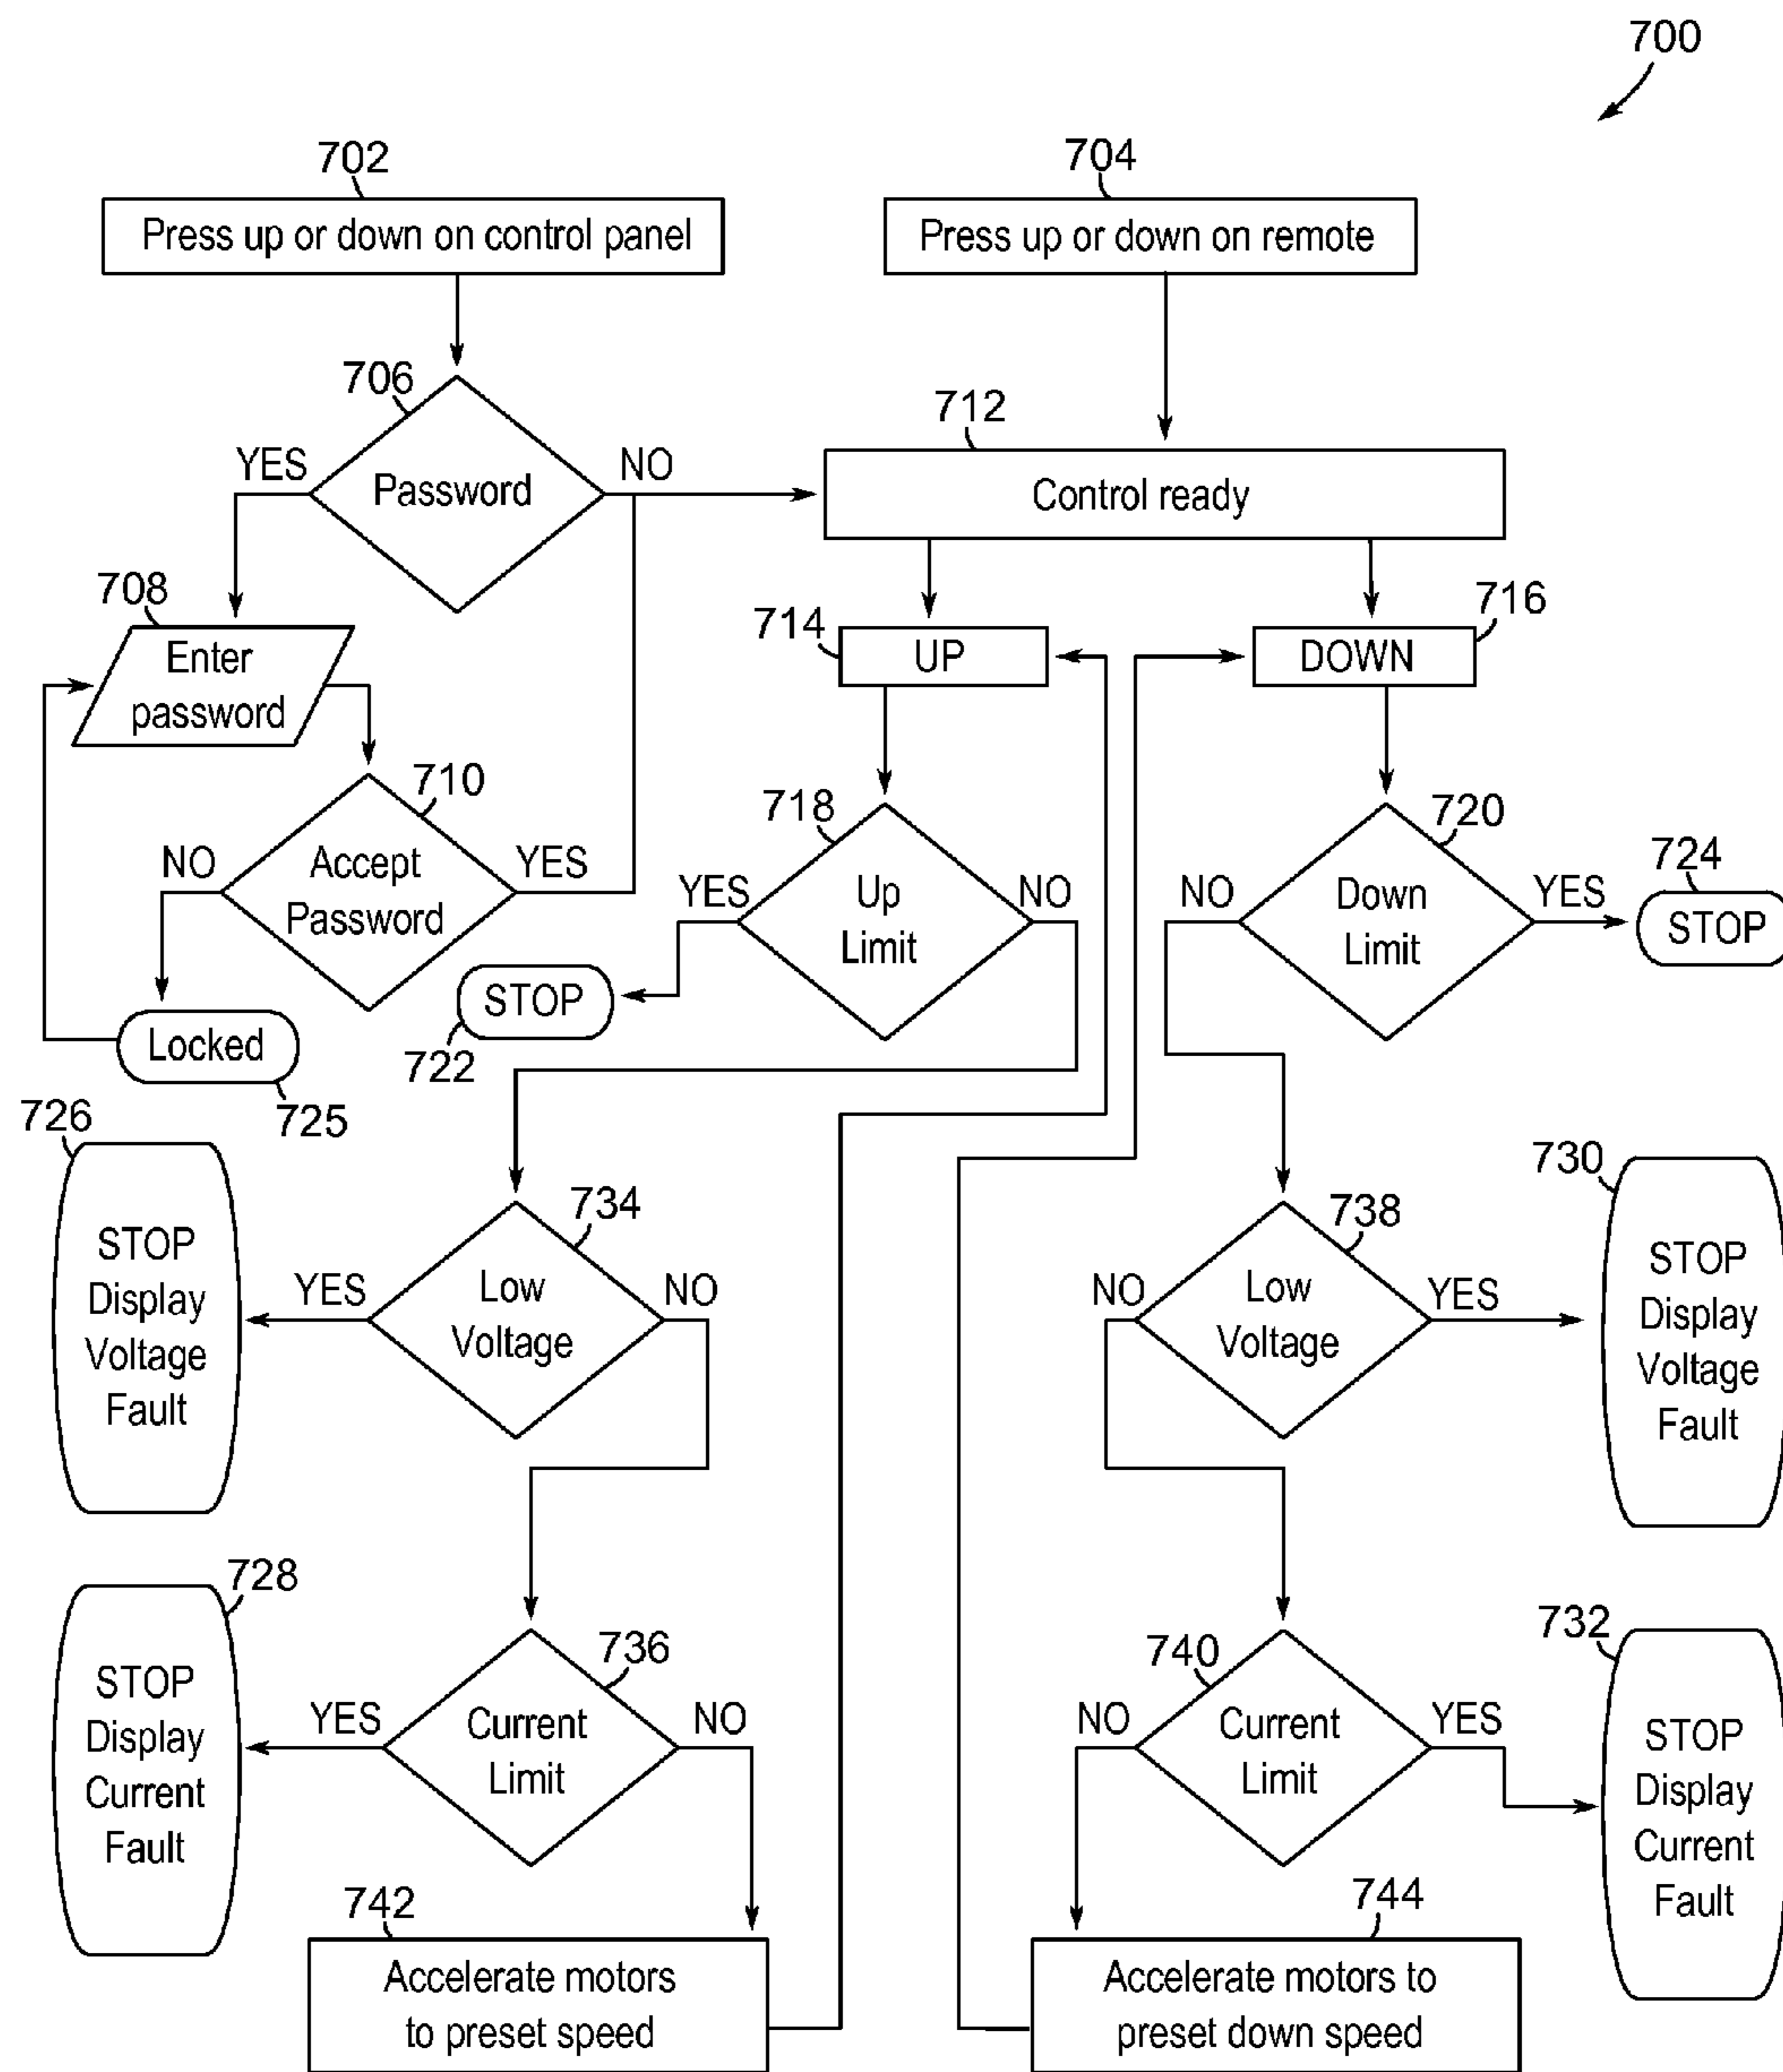 700
702
704
Press up or down on control panel
Press up or down on remote
706
712
YES
NO
Password
Control ready
708
714
716
Enter
password
UP
DOWN
710
718
720
724
NO
Accept
Password
YES
YES
Up
Limit
NO
NO
Down
Limit
YES
STOP
STOP
722
Locked
725
726
730
734
738
STOP
Display
Voltage
Fault
YES
Low
Voltage
NO
NO
Low
Voltage
YES
STOP
Display
Voltage
Fault
728
736
740
732
STOP
Display
Current
Fault
YES
Current
Limit
NO
NO
Current
Limit
YES
STOP
Display
Current
Fault
742
744
Accelerate motors
to preset speed
Accelerate motors to
preset down speed